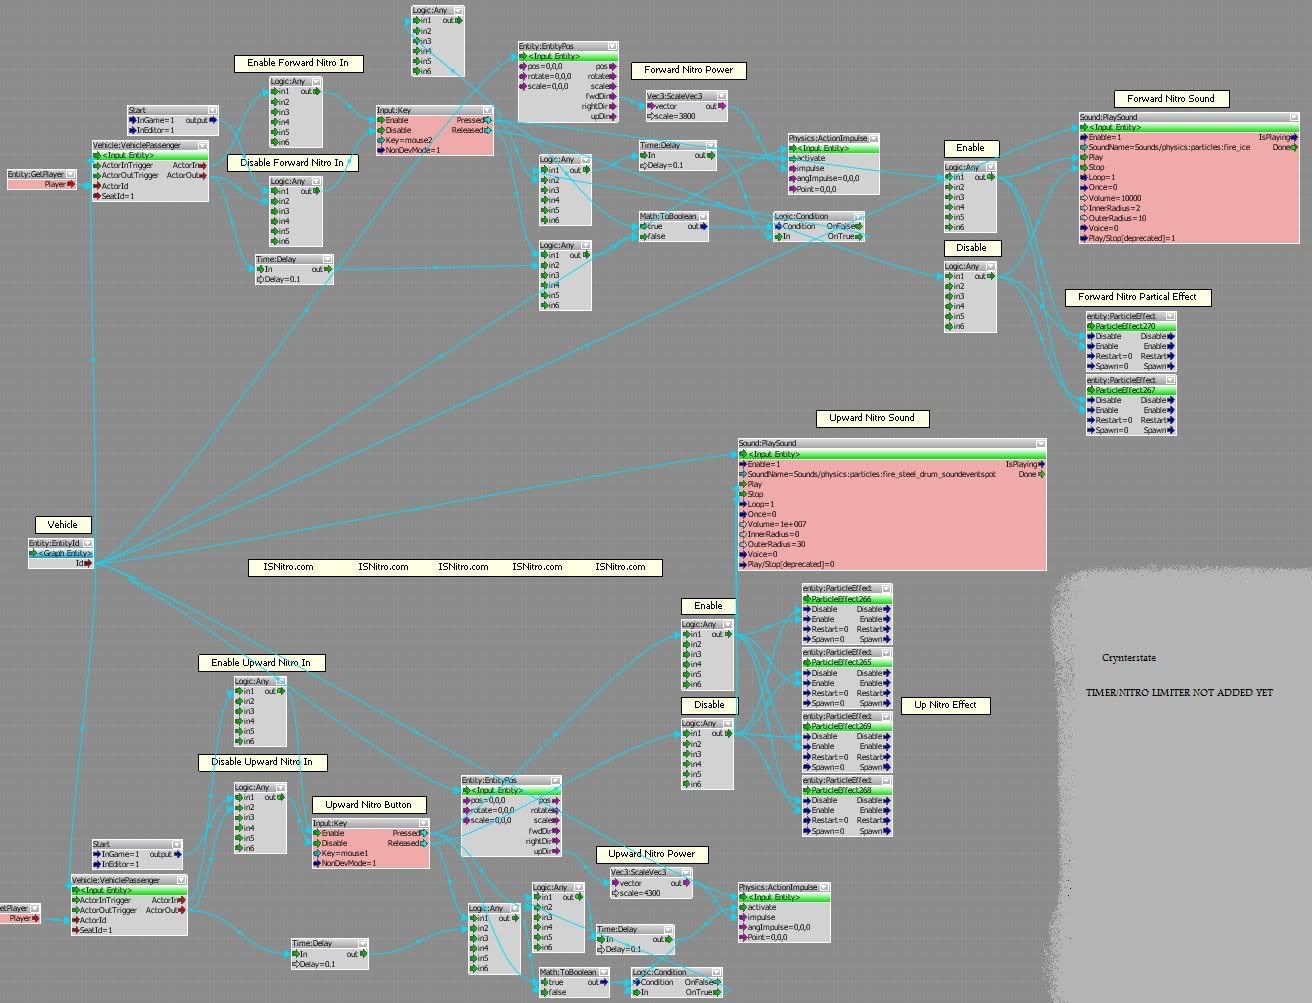 Logic:Any
in1 out
in2
in3
in4
in5
in6
Entity:EntityPos
<Input Entity>
pos=0,0,0 pos
rotate=0,0,0 rotate
scale=0,0,0 scale
fwdDir
rightDir
upDir
Enable Forward Nitro In
Logic:Any
in1 out
in2
in3
in4
in5
in6
Forward Nitro Power
Vec3:ScaleVec3
vector out
scale=3800
Start
InGame=1 output
InEditor=1
Input:Key
Enable Pressed
Disable Released
Key=mouse2
NonDevMode=1
Forward Nitro Sound
Sound:PlaySound
<Input Entity>
Enable=1 IsPlaying
SoundName=Sounds/physics:particles:fire_ice Done
Play
Stop
Loop=1
Once=0
Volume=10000
InnerRadius=2
OuterRadius=10
Voice=0
Play/Stop[deprecated]=1
Vehicle:VehiclePassenger
<Input Entity>
ActorInTrigger ActorIn
ActorOutTrigger ActorOut
ActorId
SeatId=1
Entity:GetPlayer
Player
Disable Forward Nitro In
Logic:Any
in1 out
in2
in3
in4
in5
in6
Time:Delay
In out
Delay=0.1
Logic:Any
in1 out
in2
in3
in4
in5
in6
Time:Delay
In out
Delay=0.1
Physics:ActionImpulse
<Input Entity>
activate
impulse
angImpulse=0,0,0
Point=0,0,0
Math:ToBoolean
true out
false
Logic:Condition
Condition OnFalse
In OnTrue
Logic:Any
in1 out
in2
in3
in4
in5
in6
Enable
Logic:Any
in1 out
in2
in3
in4
in5
in6
Disable
Logic:Any
in1 out
in2
in3
in4
in5
in6
Forward Nitro Partical Effect
entity:ParticleEffect
ParticleEffect270
Disable Disable
Enable Enable
Restart=0 Restart
Spawn=0 Spawn
entity:ParticleEffect
ParticleEffect267
Disable Disable
Enable Enable
Restart=0 Restart
Spawn=0 Spawn
Upward Nitro Sound
Sound:PlaySound
<Input Entity>
Enable=1 IsPlaying
SoundName=Sounds/physics:particles:fire_steel_drum_soundeventspot Done
Play
Stop
Loop=1
Once=0
Volume=1e+007
InnerRadius=0
OuterRadius=30
Voice=0
Play/Stop[deprecated]=0
Vehicle
Entity:EntityId
<Graph Entity>
Id
ISNitro.com ISNitro.com ISNitro.com ISNitro.com ISNitro.com
Enable
Logic:Any
in1 out
in2
in3
in4
in5
in6
Disable
Logic:Any
in1 out
in2
in3
in4
in5
in6
entity:ParticleEffect
ParticleEffect266
Disable Disable
Enable Enable
Restart=0 Restart
Spawn=0 Spawn
entity:ParticleEffect
ParticleEffect265
Disable Disable
Enable Enable
Restart=0 Restart
Spawn=0 Spawn
entity:ParticleEffect
ParticleEffect269
Disable Disable
Enable Enable
Restart=0 Restart
Spawn=0 Spawn
entity:ParticleEffect
ParticleEffect268
Disable Disable
Enable Enable
Restart=0 Restart
Spawn=0 Spawn
Up Nitro Effect
Crynterstate
TIMER/NITRO LIMITER NOT ADDED YET
Enable Upward Nitro In
Logic:Any
in1 out
in2
in3
in4
in5
in6
Disable Upward Nitro In
Logic:Any
in1 out
in2
in3
in4
in5
in6
Upward Nitro Button
Input:Key
Enable Pressed
Disable Released
Key=mouse1
NonDevMode=1
Entity:EntityPos
<Input Entity>
pos=0,0,0 pos
rotate=0,0,0 rotate
scale=0,0,0 scale
fwdDir
rightDir
upDir
Start
InGame=1 output
InEditor=1
Vehicle:VehiclePassenger
<Input Entity>
ActorInTrigger ActorIn
ActorOutTrigger ActorOut
ActorId
SeatId=1
etPlayer
Player
Upward Nitro Power
Vec3:ScaleVec3
vector out
scale=4300
Logic:Any
in1 out
in2
in3
in4
in5
in6
Logic:Any
in1 out
in2
in3
in4
in5
in6
Time:Delay
In out
Delay=0.1
Time:Delay
In out
Delay=0.1
Physics:ActionImpulse
<Input Entity>
activate
impulse
angImpulse=0,0,0
Point=0,0,0
Math:ToBoolean
true out
false
Logic:Condition
Condition OnFalse
In OnTrue